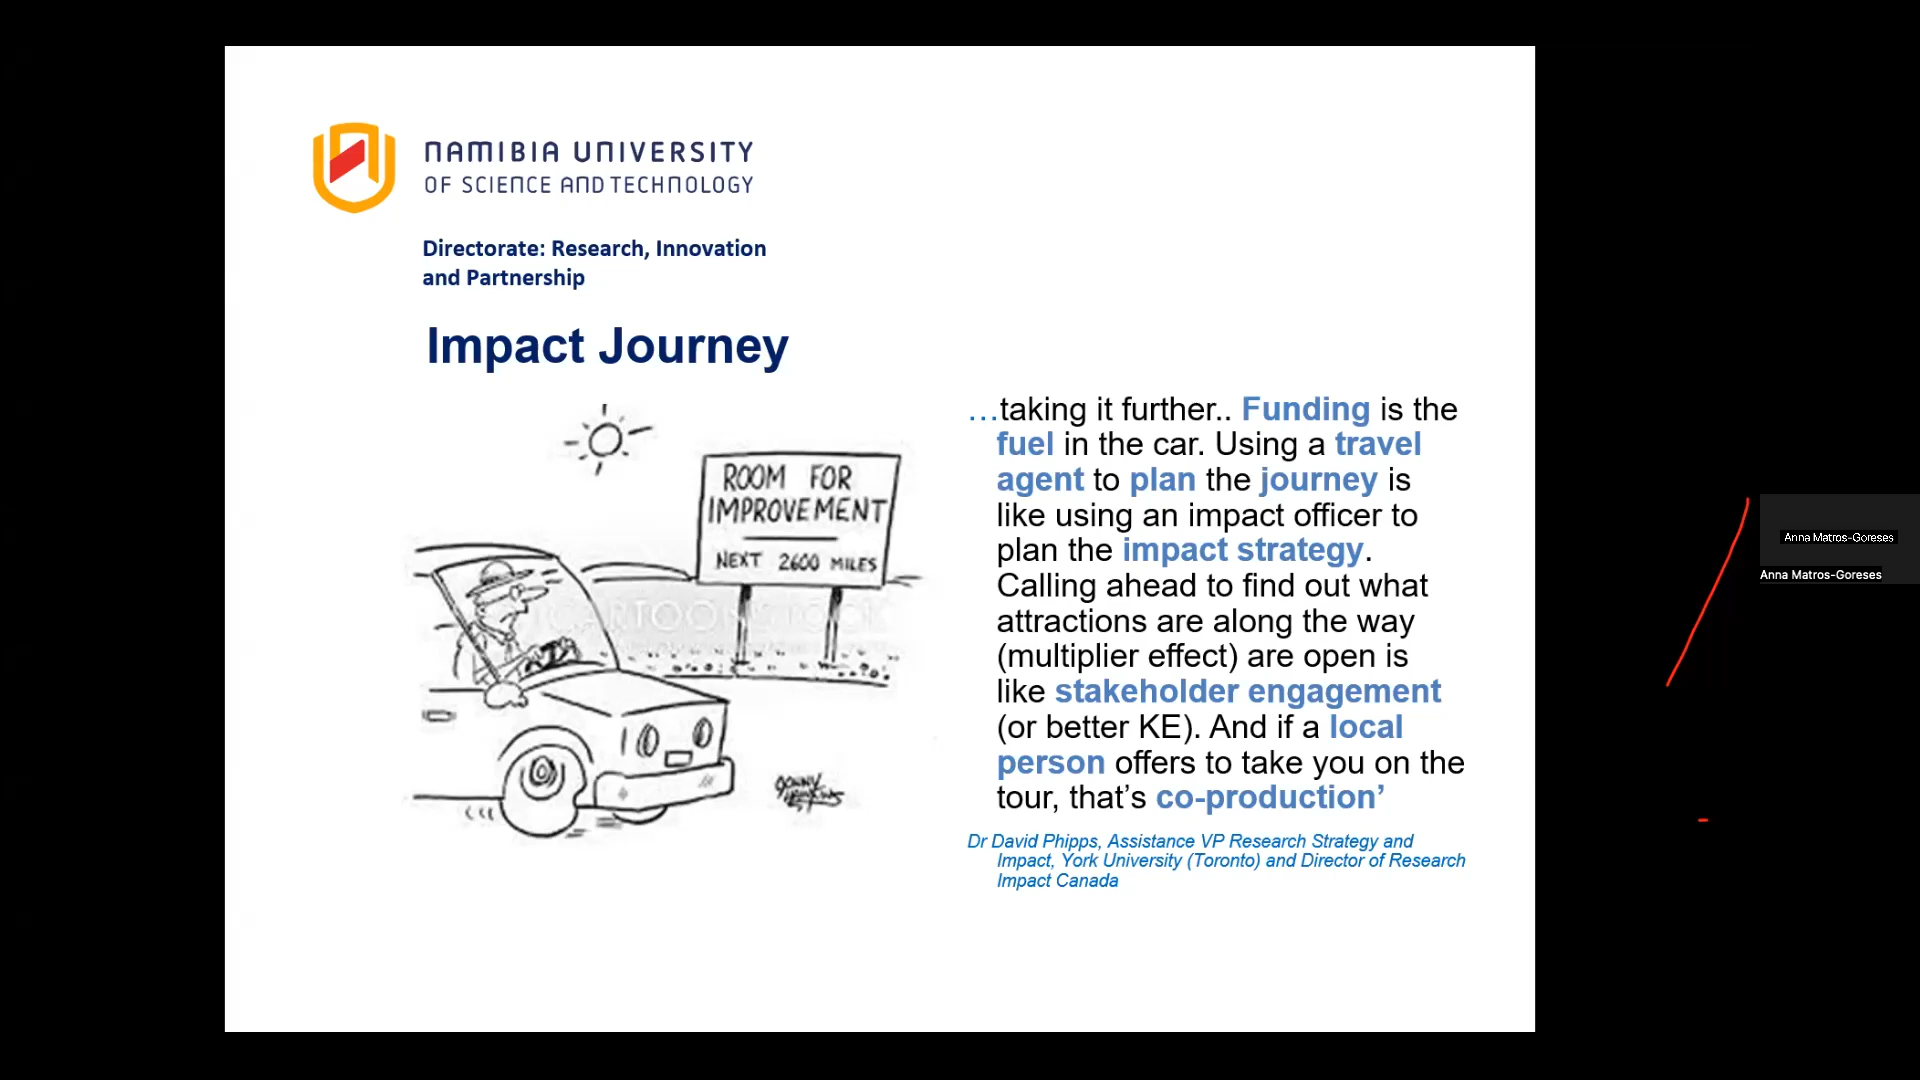 NAMIBIA UNIVERSITY
OF SCIENCE AND TECHNOLOGY
Directorate: Research, Innovation
and Partnership
Impact Journey
ROOM FOR
IMPROVEMENT
NEXT 2600 MILES
…taking it further.. Funding is the
fuel in the car. Using a travel
agent to plan the journey is
like using an impact officer to
plan the impact strategy.
Calling ahead to find out what
attractions are along the way
(multiplier effect) are open is
like stakeholder engagement
(or better KE). And if a local
person offers to take you on the
tour, that’s co-production’
Dr David Phipps, Assistance VP Research Strategy and
Impact, York University (Toronto) and Director of Research
Impact Canada
Anna Matros-Goreses
Anna Matros-Goreses